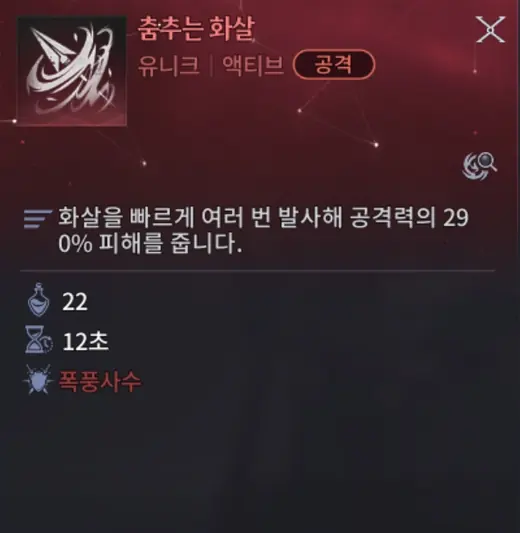 춤추는 화살
유니크 | 액티브 공격
화살을 빠르게 여러 번 발사해 공격력의 29
0% 피해를 줍니다.
22
12초
폭풍사수